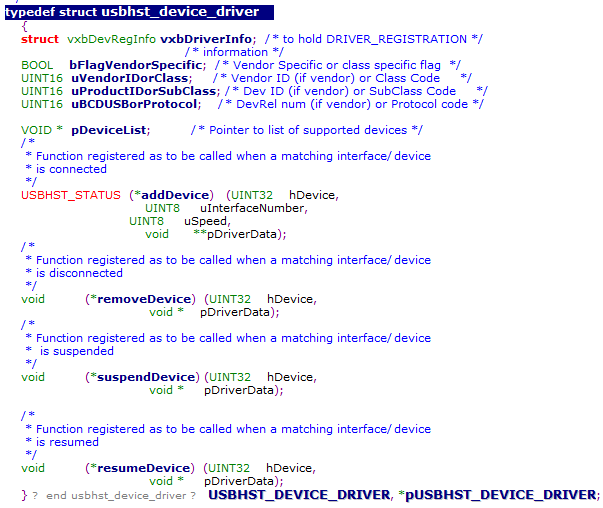 typedef struct usbhst_device_driver
{
struct vxbDevRegInfo vxbDriverInfo; /* to hold DRIVER_REGISTRATION */
/* information */
BOOL bFlagVendorSpecific; /* Vendor Specific or class specific flag */
UINT16 uVendorIDorClass; /* Vendor ID (if vendor) or Class Code */
UINT16 uProductIDorSubClass; /* Dev ID (if vendor) or SubClass Code */
UINT16 uBCDUSBorProtocol; /* DevRel num (if vendor) or Protocol code */
VOID * pDeviceList; /* Pointer to list of supported devices */
/*
* Function registered as to be called when a matching interface/device
* is connected
*/
USBHST_STATUS (*addDevice) (UINT32 hDevice,
UINT8 uInterfaceNumber,
UINT8 uSpeed,
void **pDriverData);
/*
* Function registered as to be called when a matching interface/device
* is disconnected
*/
void (*removeDevice) (UINT32 hDevice,
void * pDriverData);
/*
* Function registered as to be called when a matching interface/device
* is suspended
*/
void (*suspendDevice) (UINT32 hDevice,
void * pDriverData);
/*
* Function registered as to be called when a matching interface/device
* is resumed
*/
void (*resumeDevice) (UINT32 hDevice,
void * pDriverData);
} ? end usbhst_device_driver ? USBHST_DEVICE_DRIVER, *pUSBHST_DEVICE_DRIVER;